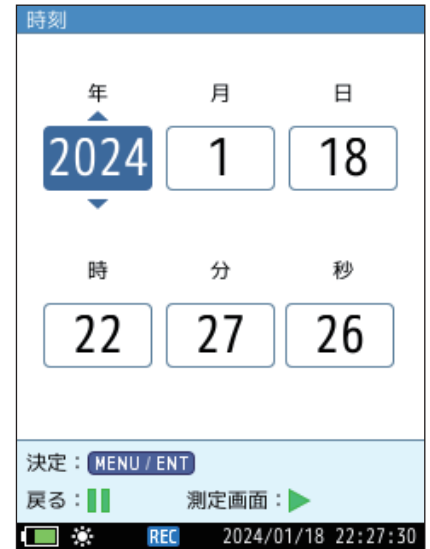 時刻
年 月 日
2024 1 18
時 分 秒
22 27 26
決定：MENU / ENT
戻る： 測定画面：
REC 2024/01/18 22:27:30